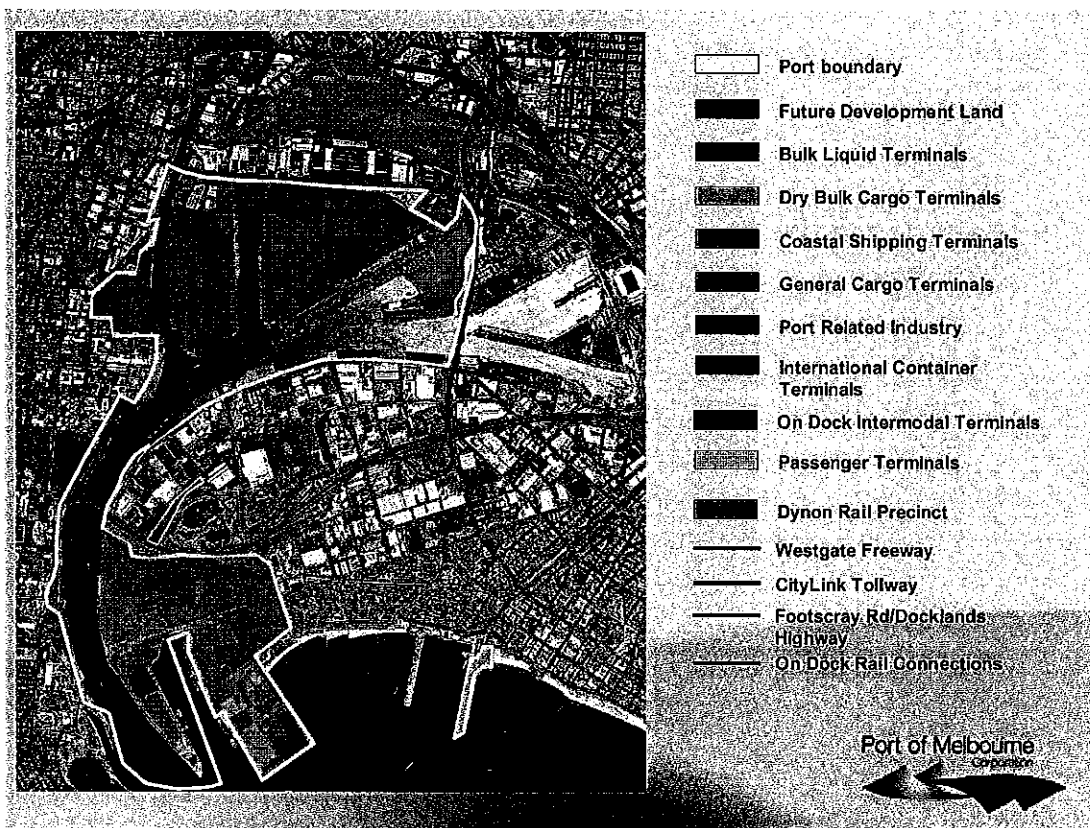 Port boundary
Future Development Land
Bulk Liquid Terminals
Dry Bulk Cargo Terminals
Coastal Shipping Terminals
General Cargo Terminals
Port Related Industry
International Container
Terminals
On Dock Intermodal Terminals
Passenger Terminals
Dynon Rail Precinct
Westgate Freeway
CityLink Tollway
Footscray Rd/Docklands
Highway
On Dock Rail Connections
Port of Melbourne
Corporation